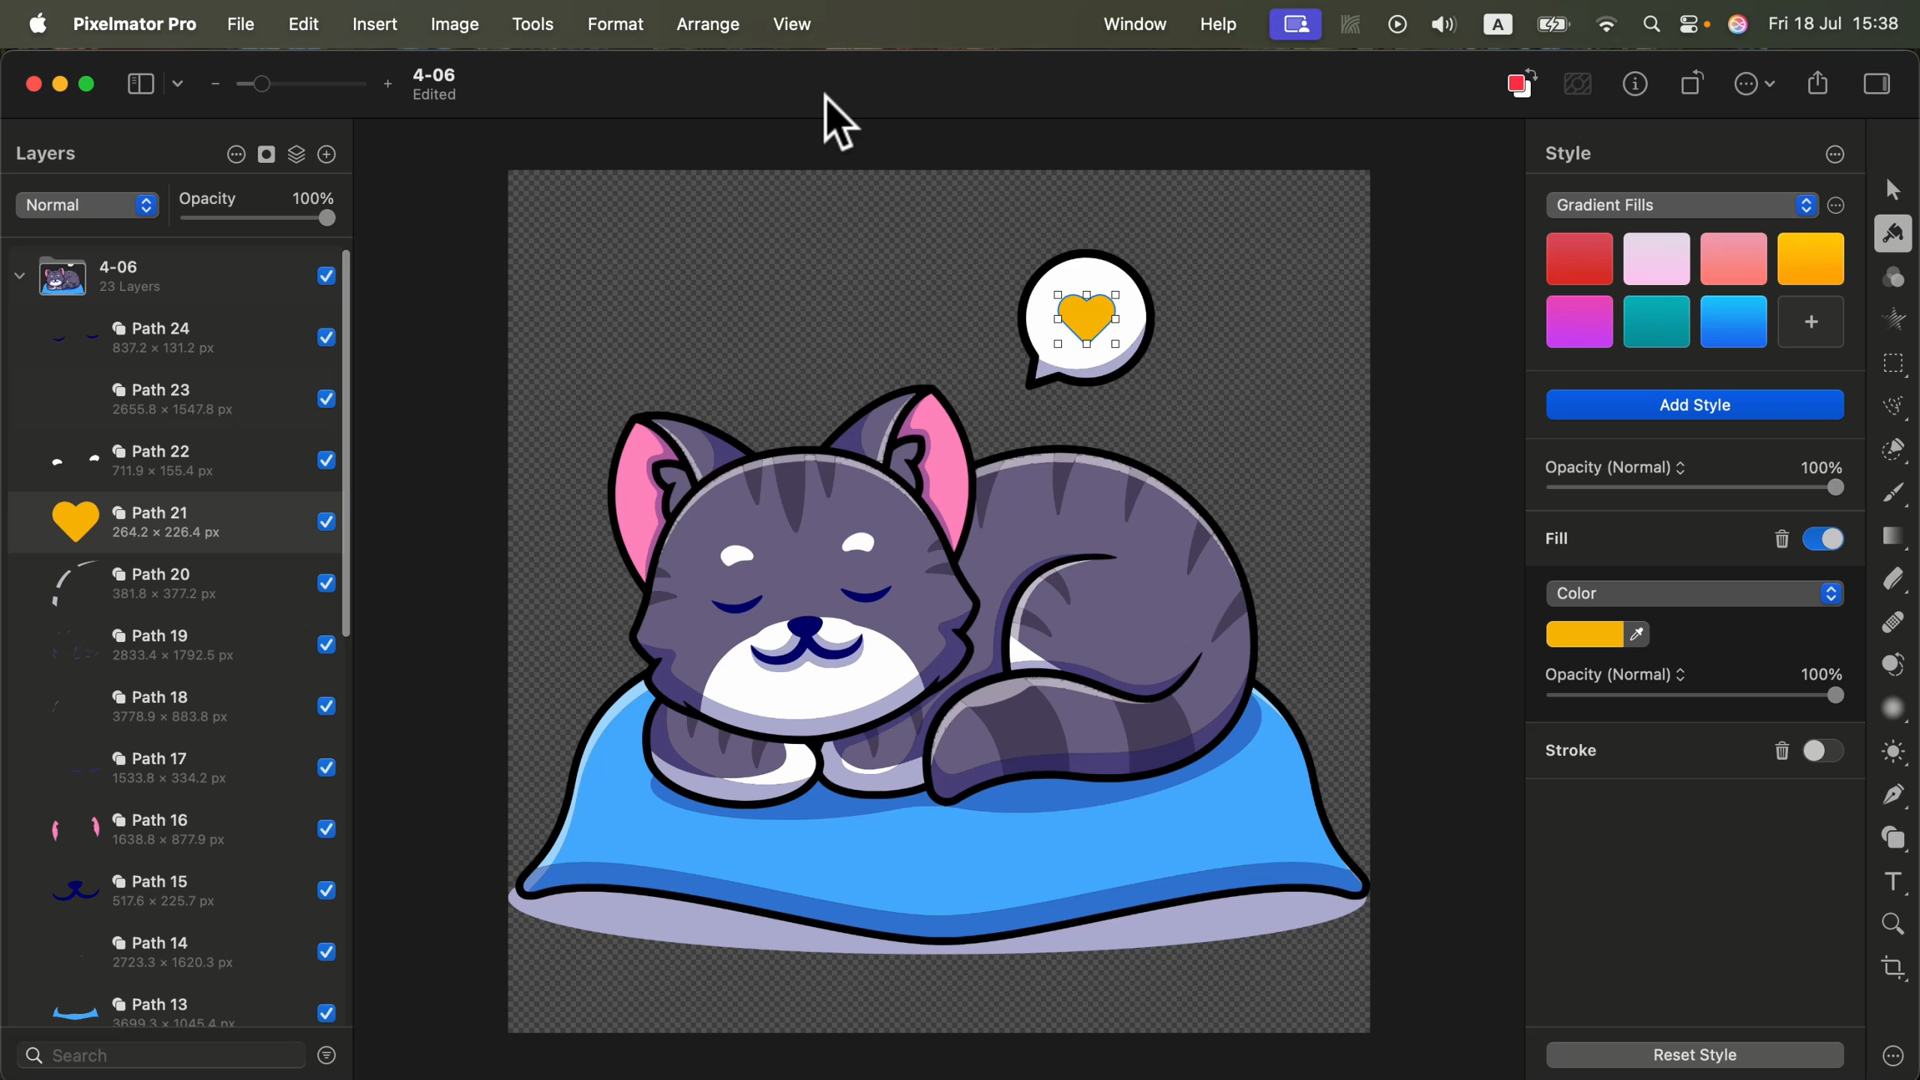 Pixelmator Pro File Edit Insert Image Tools Format Arrange View Window Help A Fri 18 Jul 15:38
4-06
Edited
Layers
Normal
Opacity 100%
4-06
23 Layers
Path 24
837.2 × 131.2 px
Path 23
2655.8 × 1547.8 px
Path 22
711.9 × 155.4 px
Path 21
264.2 × 226.4 px
Path 20
381.8 × 377.2 px
Path 19
2833.4 × 1792.5 px
Path 18
3778.9 × 883.8 px
Path 17
1533.8 × 334.2 px
Path 16
1638.8 × 877.9 px
Path 15
517.6 × 225.7 px
Path 14
2723.3 × 1620.3 px
Path 13
3699.3 × 1045.4 px
Search
Style
Gradient Fills
+
Add Style
Opacity (Normal) 100%
Fill
Color
Opacity (Normal) 100%
Stroke
Reset Style
T